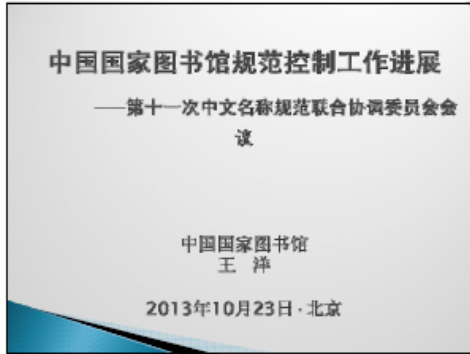 中国国家图书馆规范控制工作进展
——第十一次中文名称规范联合协调委员会会
议
中国国家图书馆
王 洋
2013年10月23日·北京